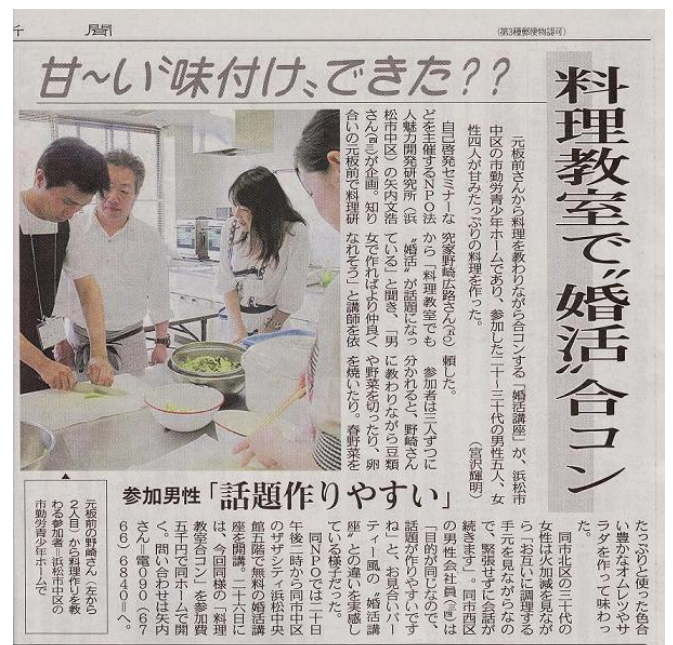 聞
(第3種郵便物認可)
料理教室で“婚活”合コン
甘〜い“味付け”できた??
元板前さんから料理を教わりながら合コンする「婚活講座」が、浜松市
中区の市勤労青少年ホームであり、参加した二十〜三十代の男性五人、女
性四人が甘みたっぷりの料理を作った。
(宮沢輝明)
自己啓発セミナーな
どを主催するNPO法
人魅力開発研究所(浜
松市中区)の矢内文浩
さんが企画。知り
合いの元板前で料理研
究家野崎広路さん
から「料理教室でも
“婚活”が話題になっ
ている」と聞き、「男
女で作ればより仲良く
なれそう」と講師を依
頼した。
参加者は三人ずつに
分かれると、野崎さん
に教わりながら豆類
や野菜を切ったり、卵
を焼いたり。春野菜を
たっぷりと使った色合
い豊かなオムレツやサ
ラダを作って味わっ
た。
同市北区の三十代の
女性は火加減を見なが
ら「お互いに調理する
手元を見ながらなの
で、緊張せずに会話が
続きます」。同市西区
の男性会社員は
「目的が同じなので、
話題が作りやすいです
ね」と、お見合いパー
ティー風の“婚活講
座”との違いを実感し
ている様子だった。
同NPOでは二十日
午後二時から同市中区
のザザシティ浜松中央
館五階で無料の婚活講
座を開講。二十六日に
は、今回同様の「料理
教室合コン」を参加費
五千円で同ホームで開
く。問い合わせは矢内
さん=電090(67
66)6840=へ。
参加男性「話題作りやすい」
元板前の野崎さん(左から
2人目)から料理作りを教
わる参加者=浜松市中区の
市勤労青少年ホームで